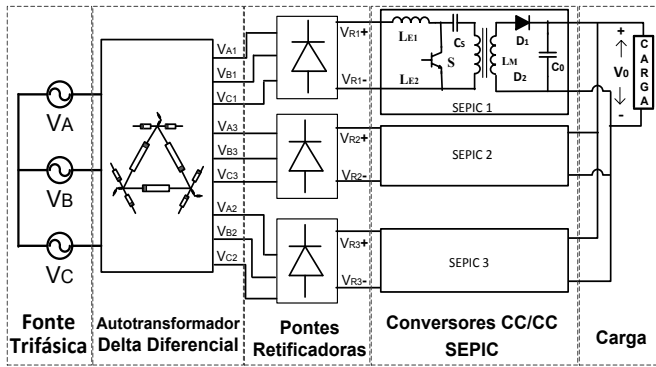 VA
VB
VC
VA1
VB1
VC1
VA3
VB3
VC3
VA2
VB2
VC2
VR1+
VR1-
VR2+
VR2-
VR3+
VR3-
LE1
LE2
CS
S
LM
D1
D2
C0
SEPIC 1
SEPIC 2
SEPIC 3
+
V0
-
CARGA
Fonte
Trifásica
Autotransformador
Delta Diferencial
Pontes
Retificadoras
Conversores CC/CC
SEPIC
Carga